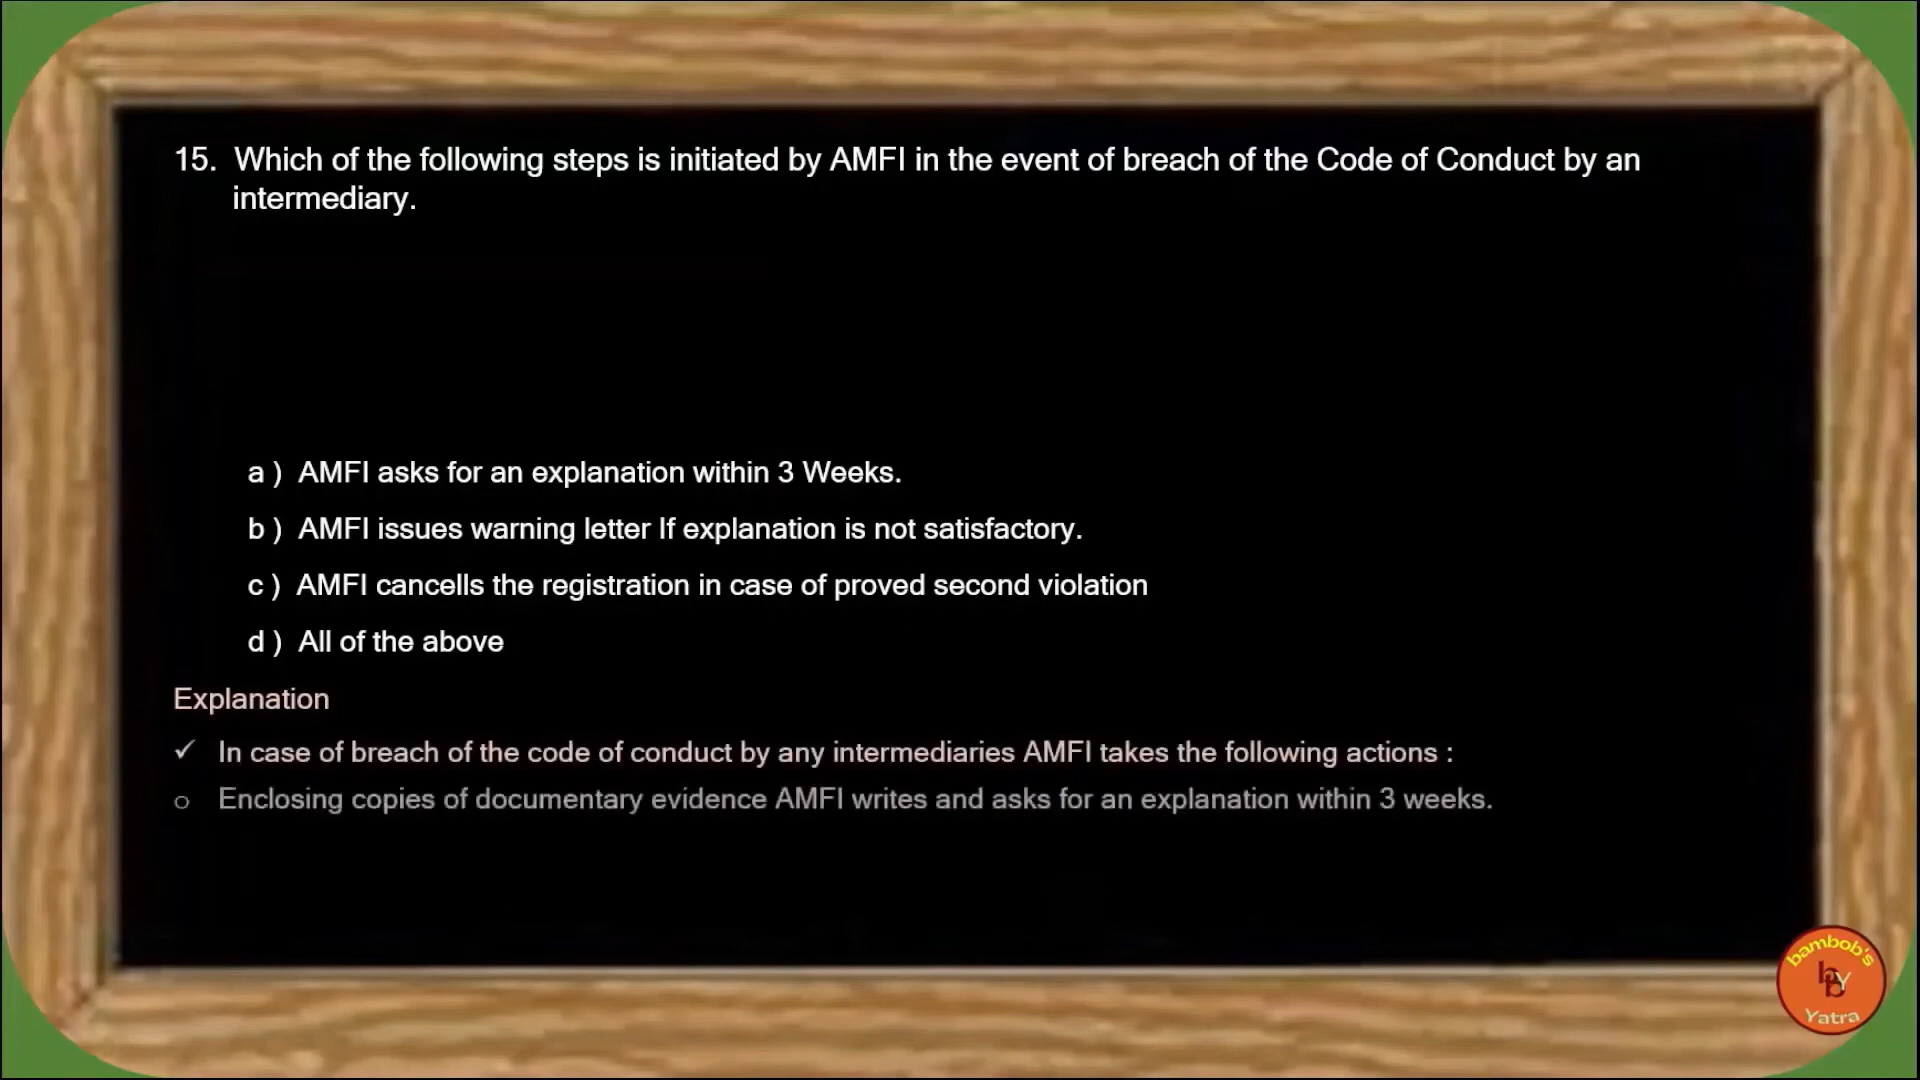 15. Which of the following steps is initiated by AMFI in the event of breach of the Code of Conduct by an
intermediary.
a ) AMFI asks for an explanation within 3 Weeks.
b ) AMFI issues warning letter If explanation is not satisfactory.
c ) AMFI cancells the registration in case of proved second violation
d ) All of the above
Explanation
✓ In case of breach of the code of conduct by any intermediaries AMFI takes the following actions :
o Enclosing copies of documentary evidence AMFI writes and asks for an explanation within 3 weeks.
bambob's
bby
Yatra